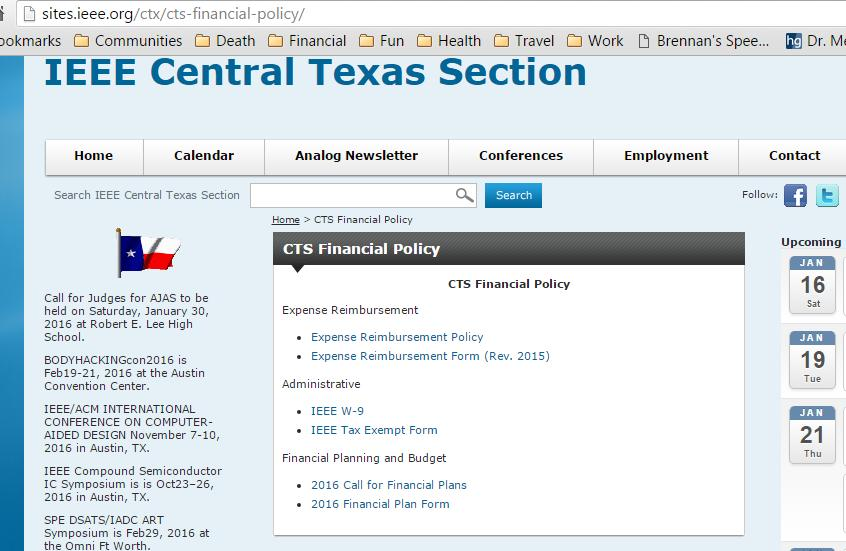 sites.ieee.org/ctx/cts-financial-policy/
ookmarks Communities Death Financial Fun Health Travel Work Brennan's Spee... hg Dr. Me
IEEE Central Texas Section
Home Calendar Analog Newsletter Conferences Employment Contact
Search IEEE Central Texas Section Search Follow:
Home > CTS Financial Policy
Call for Judges for AJAS to be
held on Saturday, January 30,
2016 at Robert E. Lee High
School.
BODYHACKINGcon2016 is
Feb19-21, 2016 at the Austin
Convention Center.
IEEE/ACM INTERNATIONAL
CONFERENCE ON COMPUTER-
AIDED DESIGN November 7-10,
2016 in Austin, TX.
IEEE Compound Semiconductor
IC Symposium is is Oct23–26,
2016 in Austin, TX.
SPE DSATS/IADC ART
Symposium is Feb29, 2016 at
the Omni Ft Worth.
CTS Financial Policy
CTS Financial Policy
Expense Reimbursement
Expense Reimbursement Policy
Expense Reimbursement Form (Rev. 2015)
Administrative
IEEE W-9
IEEE Tax Exempt Form
Financial Planning and Budget
2016 Call for Financial Plans
2016 Financial Plan Form
Upcoming
JAN
16
Sat
JAN
19
Tue
JAN
21
Thu